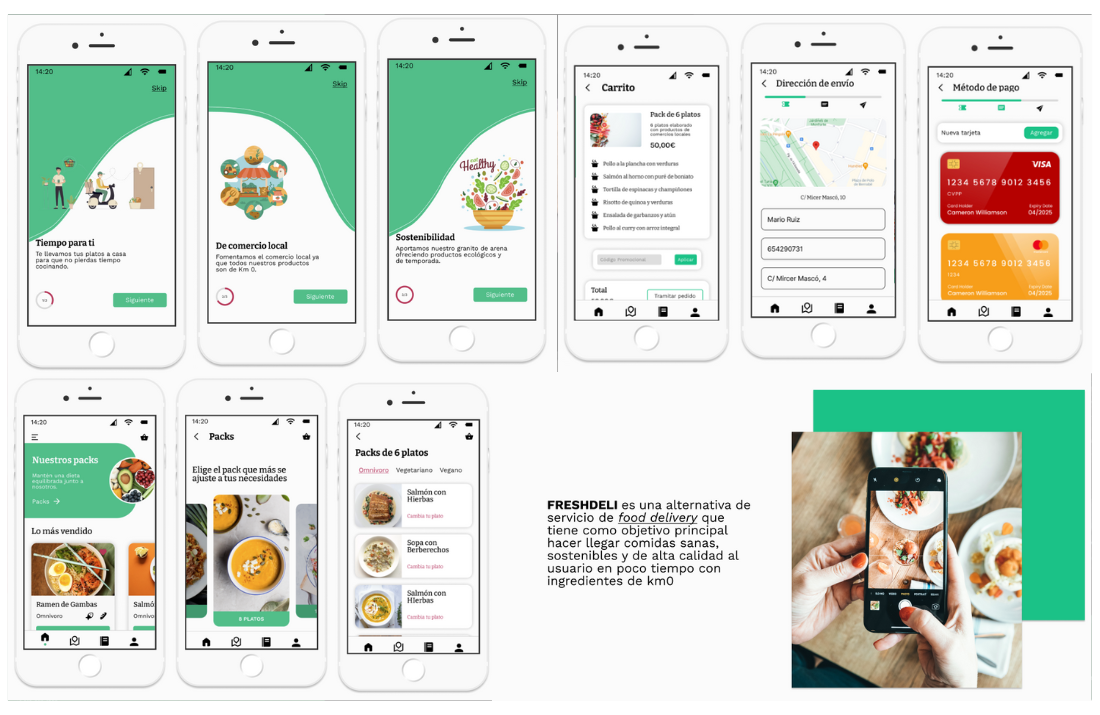 14:20
Skip
Tiempo para ti
Te llevamos tus platos a casa
para que no pierdas tiempo
cocinando.
Siguiente
14:20
Skip
De comercio local
Fomentamos el comercio local ya
que todos nuestros productos
son de Km 0.
Siguiente
14:20
Skip
Eat
Healthy
Sostenibilidad
Aportamos nuestro granito de arena
ofreciendo productos ecológicos y
de temporada.
Siguiente
14:20
Carrito
Pack de 6 platos
6 platos elaborado
con productos de
comercios locales
50,00€
Pollo a la plancha con verduras
Salmón al horno con puré de boniato
Tortilla de espinacas y champiñones
Risotto de quinoa y verduras
Ensalada de garbanzos y atún
Pollo al curry con arroz integral
Código Promocional
Aplicar
Total
Tramitar pedido
14:20
Dirección de envío
C/ Micer Mascó, 10
Mario Ruiz
654290731
C/ Mircer Mascó, 4
14:20
Método de pago
Nueva tarjeta
Agregar
VISA
1234 5678 9012 3456
CVPP
Card Holder
Cameron Williamson
Expiry Date
04/2025
1234 5678 9012 3456
1234
Card Holder
Cameron Williamson
Expiry Date
04/2025
14:20
Nuestros packs
Mantén una dieta
equilibrada junto a
nosotros.
Packs →
Lo más vendido
Ramen de Gambas
Omnívoro
Salmó
Omnívo
14:20
Packs
Elige el pack que más se
ajuste a tus necesidades
6 PLATOS
14:20
Packs de 6 platos
Omnívoro Vegetariano Vegano
Salmón con
Hierbas
Cambia tu plato
Sopa con
Berberechos
Cambia tu plato
Salmón con
HIerbas
Cambia tu plato
FRESHDELI es una alternativa de
servicio de food delivery que
tiene como objetivo principal
hacer llegar comidas sanas,
sostenibles y de alta calidad al
usuario en poco tiempo con
ingredientes de km0